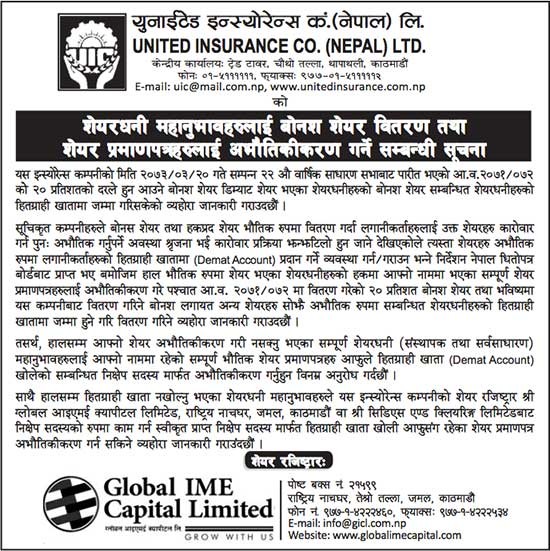 युनाईटेड इन्स्योरेन्स कं.(नेपाल) लि.
UNITED INSURANCE CO. (NEPAL) LTD.
UIC
केन्द्रीय कार्यालयः ट्रेड टावर, चौथो तल्ला, थापाथली, काठमाडौं
फोनः ०१-५१११११११, फ्याक्सः ९७७-०१-५११११११२
E-mail: uic@mail.com.np, www.unitedinsurance.com.np
को
शेयरधनी महानुभावहरुलाई बोनश शेयर वितरण तथा
शेयर प्रमाणपत्रहरुलाई अभौतिकीकरण गर्ने सम्बन्धी सूचना
यस इन्स्योरेन्स कम्पनीको मिति २०७३/०३/२० गते सम्पन्न २२ औ वार्षिक साधारण सभाबाट पारीत भएको आ.व.२०७१/०७२
को २० प्रतिशतको दरले हुन आउने बोनश शेयर डिम्याट शेयर भएका शेयरधनीहरुको बोनश शेयर सम्बन्धित शेयरधनीहरुको
हितग्राही खातामा जम्मा गरिसकेको व्यहोरा जानकारी गराउदछौं।
सूचिकृत कम्पनीहरुले बोनस शेयर तथा हकप्रद शेयर भौतिक रुपमा वितरण गर्दा लगानीकर्ताहरुलाई उक्त शेयरहरु कारोवार
गर्न पुनः अभौतिक गर्नुपर्ने अवस्था श्रृजना भई कारोवार प्रक्रिया झन्झटिलो हुन जाने देखिएकोले त्यस्ता शेयरहरु अभौतिक
रुपमा लगानीकर्ताहरुको हितग्राही खातामा (Demat Account) प्रदान गर्ने व्यवस्था गर्न/गराउन भन्ने निर्देशन नेपाल धितोपत्र
बोर्डबाट प्राप्त भए बमोजिम हाल भौतिक रुपमा शेयर भएका शेयरधनीहरुको हकमा आफ्नो नाममा भएका सम्पूर्ण शेयर
प्रमाणपत्रहरुलाई अभौतिकीकरण गरे पश्चात आ.व. २०७१/०७२ मा वितरण गरेको २० प्रतिशत बोनश शेयर तथा भविष्यमा
यस कम्पनीबाट वितरण गरिने बोनश लगायत अन्य शेयरहरु सोझै अभौतिक रुपमा सम्बन्धित शेयरधनीहरुको हितग्राही
खातामा जम्मा हुने गरि वितरण गरिने व्यहोरा जानकारी गराउदछौं।
तसर्थ, हालसम्म आफ्नो शेयर अभौतिकीकरण गरी नसक्नु भएका सम्पूर्ण शेयरधनी (संस्थापक तथा सर्वसाधारण)
महानुभावहरुलाई आफ्नो नाममा रहेको सम्पूर्ण भौतिक शेयर प्रमाणपत्रहरु आफुले हितग्राही खाता (Demat Account)
खोलेको सम्बन्धित निक्षेप सदस्य मार्फत अभौतिकीकरण गर्नुहुन विनम्र अनुरोध गर्दछौं।
साथै हालसम्म हितग्राही खाता नखोल्नु भएका शेयरधनी महानुभावहरुले यस इन्स्योरेन्स कम्पनीको शेयर रजिष्टार श्री
ग्लोबल आइएमई क्यापीटल लिमिटेड, राष्ट्रिय नाचघर, जमल, काठमाडौं वा श्री सिडिएस एण्ड क्लियरिङ्ग लिमिटेडबाट
निक्षेप सदस्यको रुपमा काम गर्न स्वीकृत प्राप्त निक्षेप सदस्य मार्फत हितग्राही खाता खोली आफुसंग रहेका शेयर प्रमाणपत्र
अभौतिकीकरण गर्न सकिने व्यहोरा जानकारी गराउँदछौं।
शेयर रजिष्टारः
Global IME
Capital Limited
ग्लोबल आइएमई क्यापिटल लि.
GROW WITH US
पोष्ट बक्स नं. २१५९९
राष्ट्रिय नाचघर, तेश्रो तल्ला, जमल, काठमाडौं
फोन नं. ९७७-१-४२२२४६०, फ्याक्सः ९७७-१-४२२२५३४
E-mail: info@gicl.com.np
Website: www.globalimecapital.com